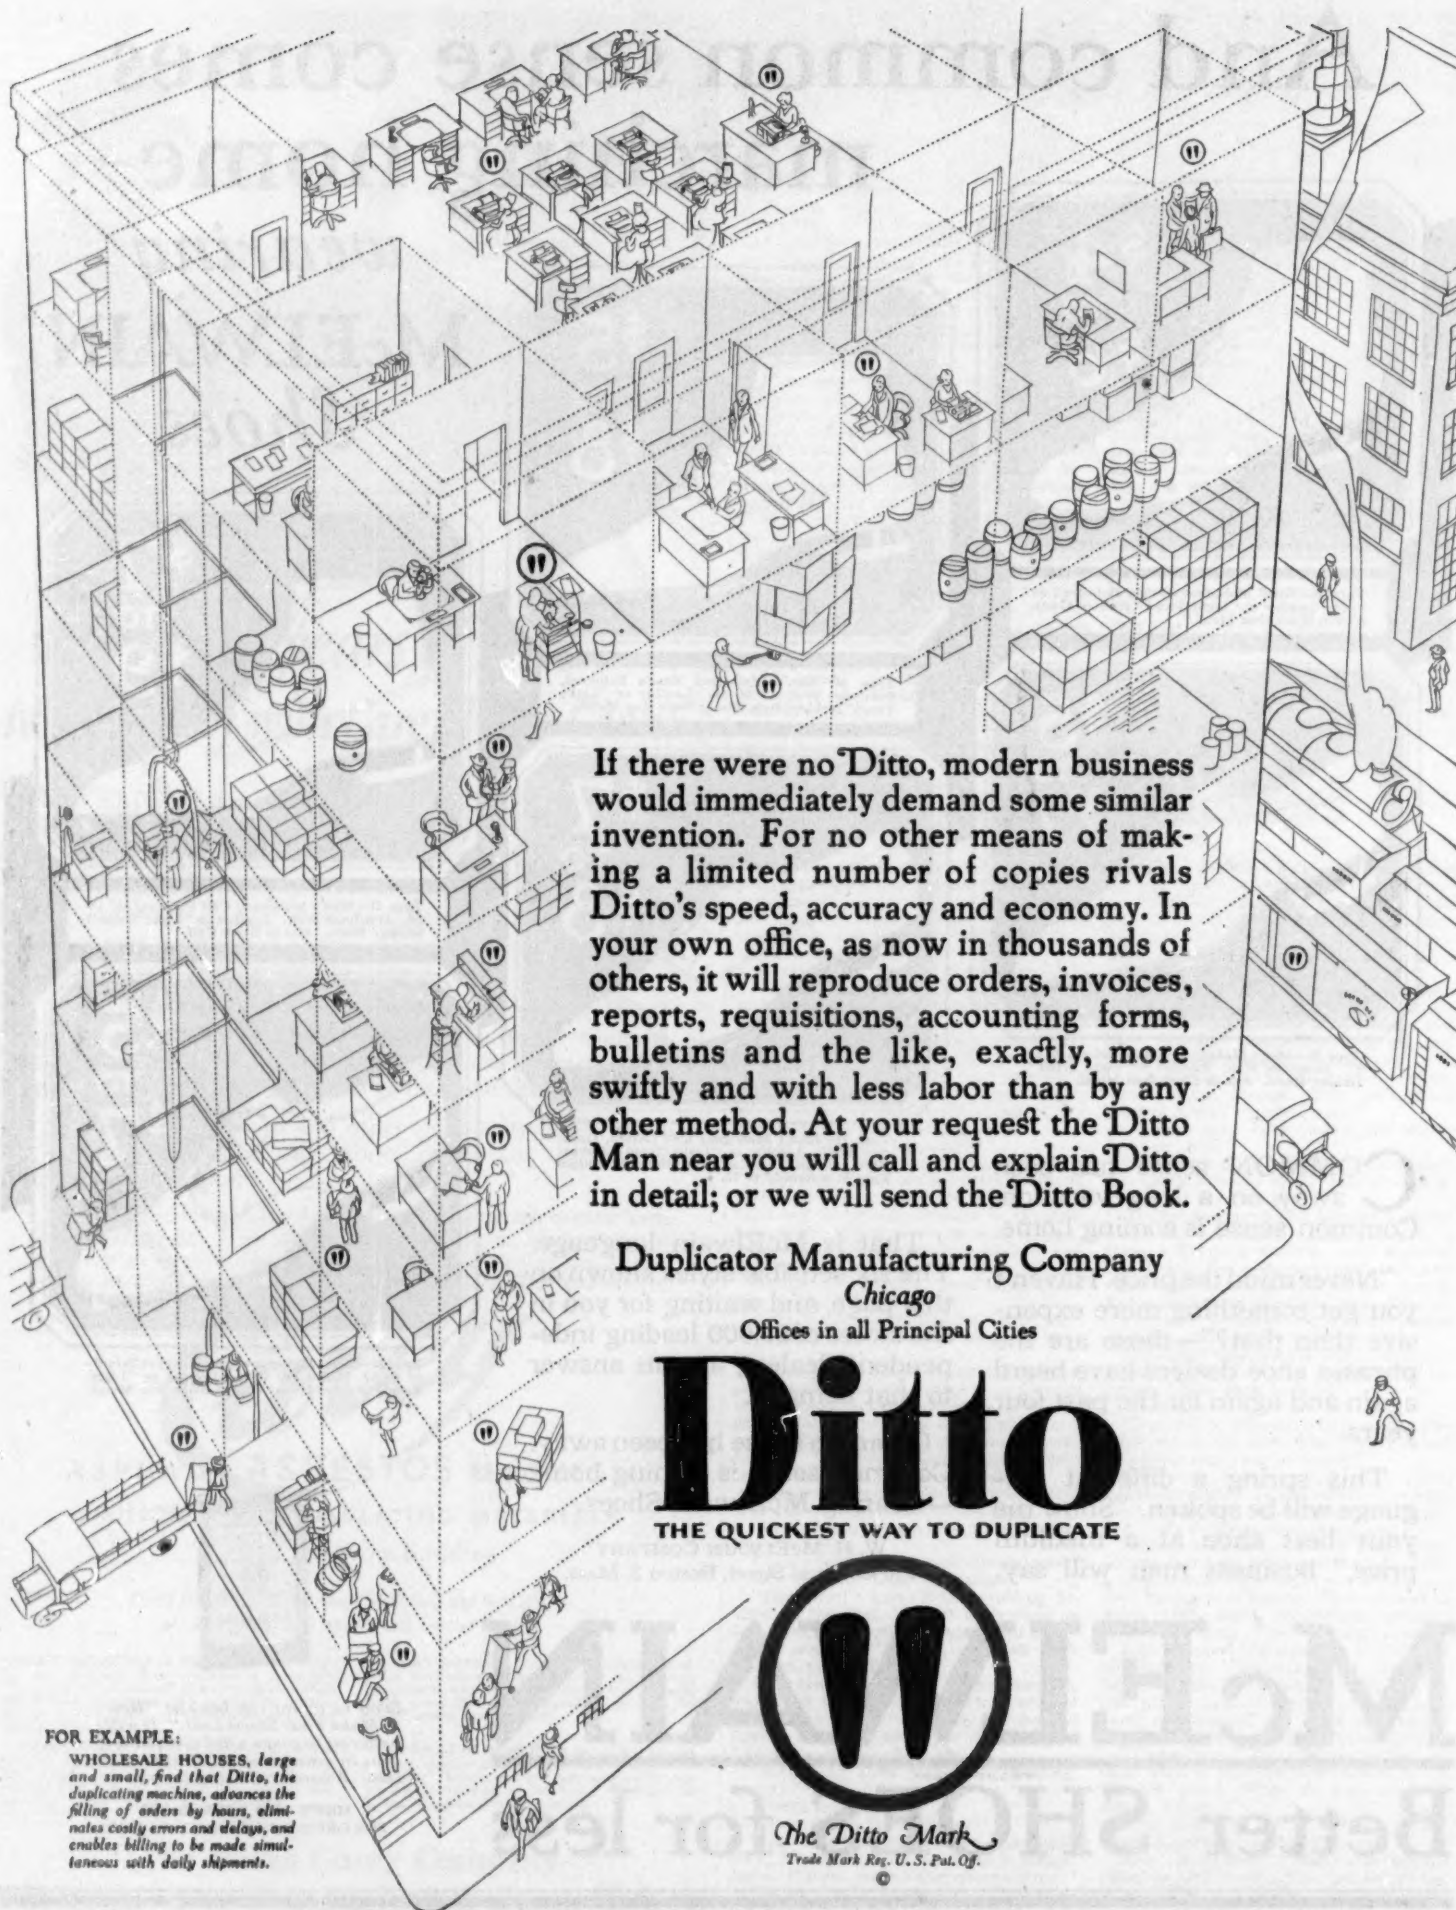 If there were no Ditto, modern business
would immediately demand some similar
invention. For no other means of mak-
ing a limited number of copies rivals
Ditto's speed, accuracy and economy. In
your own office, as now in thousands of
others, it will reproduce orders, invoices,
reports, requisitions, accounting forms,
bulletins and the like, exactly, more
swiftly and with less labor than by any
other method. At your request the Ditto
Man near you will call and explain Ditto
in detail; or we will send the Ditto Book.
Duplicator Manufacturing Company
Chicago
Offices in all Principal Cities
Ditto
THE QUICKEST WAY TO DUPLICATE
The Ditto Mark
Trade Mark Reg. U. S. Pat. Off.
©
FOR EXAMPLE:
WHOLESALE HOUSES, large
and small, find that Ditto, the
duplicating machine, advances the
filling of orders by hours, elimi-
nates costly errors and delays, and
enables billing to be made simul-
taneous with daily shipments.